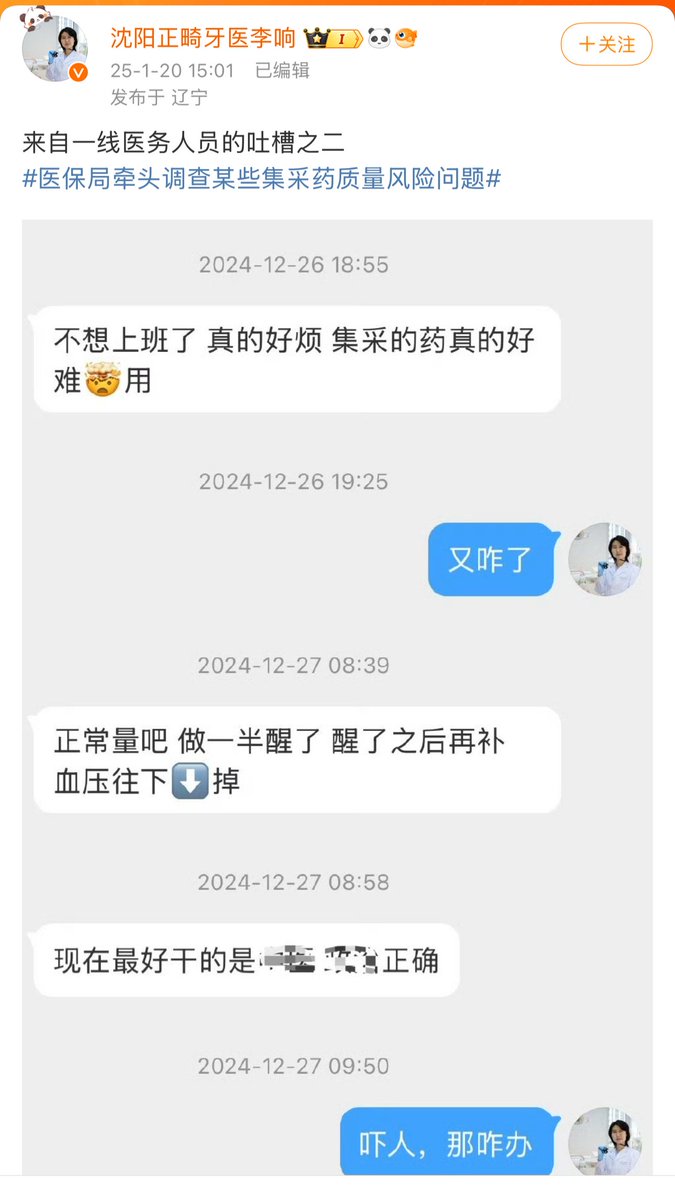 沈阳正畸牙医李响
I
+关注
25-1-20 15:01 已编辑
发布于 辽宁
来自一线医务人员的吐槽之二
#医保局牵头调查某些集采药质量风险问题#
2024-12-26 18:55
不想上班了 真的好烦 集采的药真的好
难🤯用
2024-12-26 19:25
又咋了
2024-12-27 08:39
正常量吧 做一半醒了 醒了之后再补
血压往下⬇️掉
2024-12-27 08:58
现在最好干的是 正确
2024-12-27 09:50
吓人，那咋办